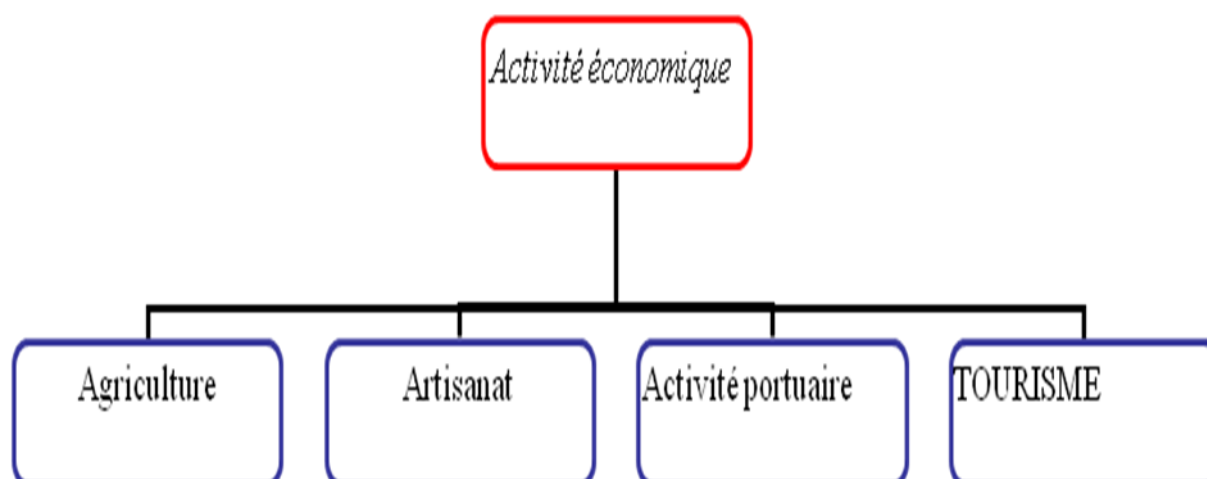 Activité économique
Agriculture
Artisanat
Activité portuaire
TOURISME